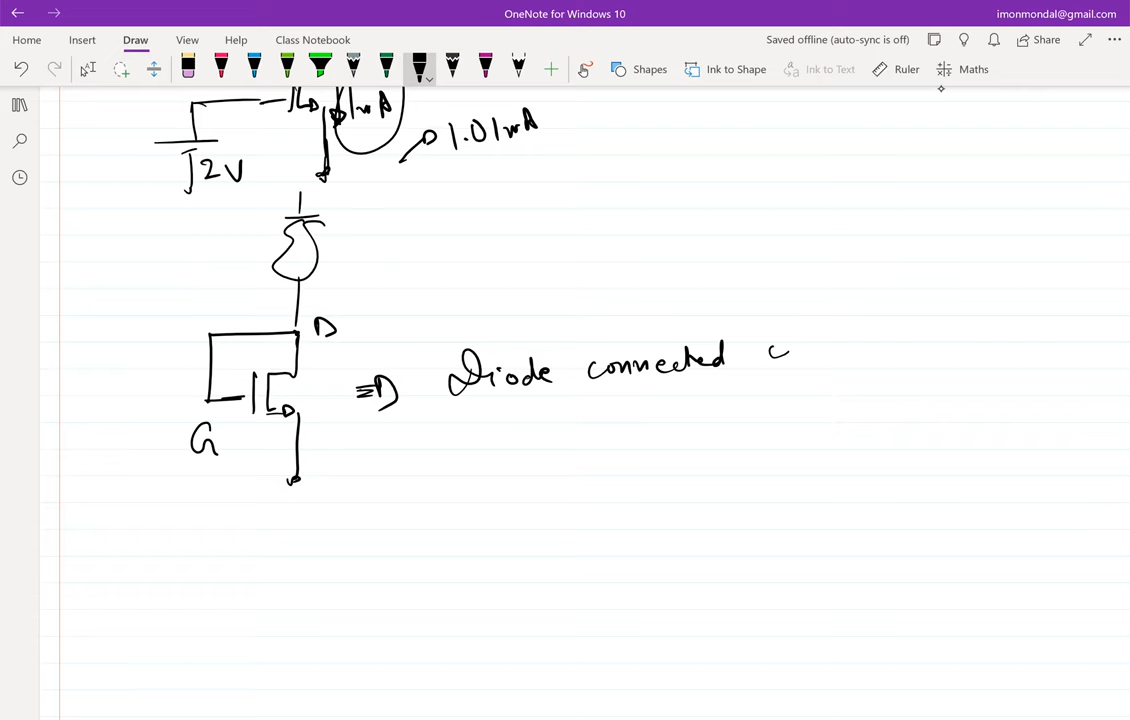 OneNote for Windows 10
imonmondal@gmail.com
Home Insert Draw View Help Class Notebook
Saved offline (auto-sync is off) Share
Shapes Ink to Shape Ink to Text Ruler Maths
1mA
1.01mA
2V
D
Diode connected c
G